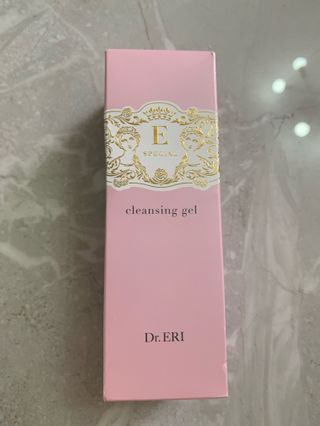 E
SPECIAL
cleansing gel
Dr.ERI